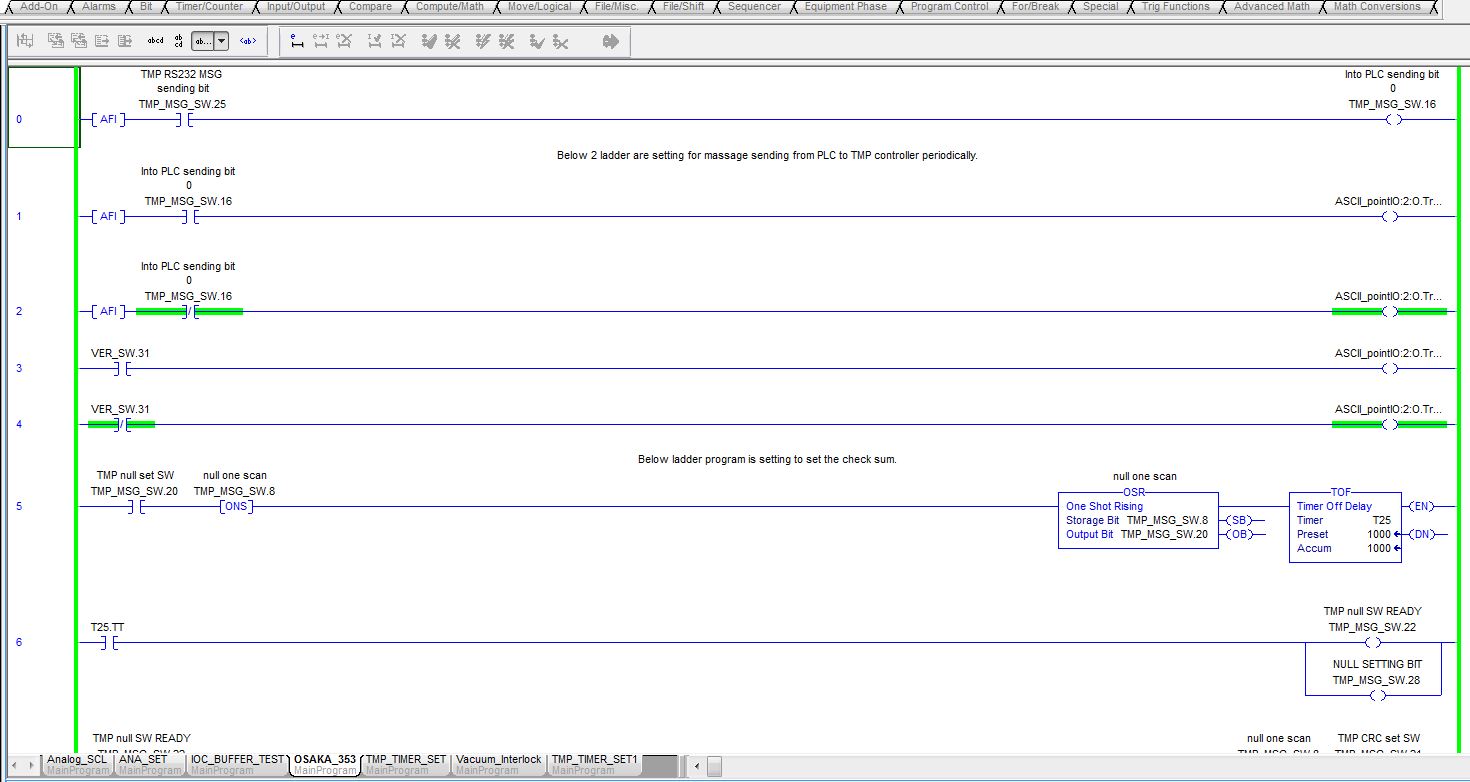 Add-On Alarms Bit Timer/Counter Input/Output Compare Compute/Math Move/Logical File/Misc. File/Shift Sequencer Equipment Phase Program Control For/Break Special Trig Functions Advanced Math Math Conversions
abcd ab cd ab... <ab>
TMP RS232 MSG
sending bit
TMP_MSG_SW.25
Into PLC sending bit
0
TMP_MSG_SW.16
0 AFI
Below 2 ladder are setting for massage sending from PLC to TMP controller periodically.
Into PLC sending bit
0
TMP_MSG_SW.16
ASCII_pointIO:2:O.Tr...
1 AFI
Into PLC sending bit
0
TMP_MSG_SW.16
ASCII_pointIO:2:O.Tr...
2 AFI
VER_SW.31
ASCII_pointIO:2:O.Tr...
3
VER_SW.31
ASCII_pointIO:2:O.Tr...
4
Below ladder program is setting to set the check sum.
TMP null set SW
TMP_MSG_SW.20
null one scan
TMP_MSG_SW.8
5 ONS
null one scan
OSR
One Shot Rising
Storage Bit TMP_MSG_SW.8 SB
Output Bit TMP_MSG_SW.20 OB
TOF
Timer Off Delay EN
Timer T25
Preset 1000 DN
Accum 1000
T25.TT
6
TMP null SW READY
TMP_MSG_SW.22
NULL SETTING BIT
TMP_MSG_SW.28
TMP null SW READY
null one scan
TMP CRC set SW
Analog_SCL ANA_SET IOC_BUFFER_TEST OSAKA_353 TMP_TIMER_SET Vacuum_Interlock TMP_TIMER_SET1
MainProgram MainProgram MainProgram MainProgram MainProgram MainProgram MainProgram